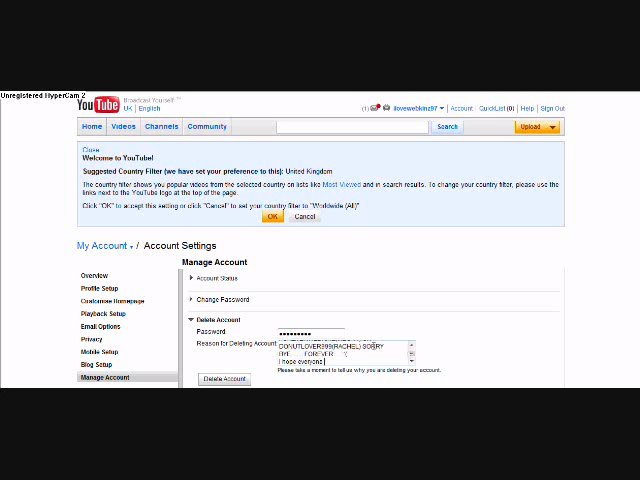 Unregistered HyperCam 2
YouTube Broadcast Yourself ™
UK English
(1) ilovewebkinz97 Account QuickList (0) Help Sign Out
Home Videos Channels Community Search Upload
Close
Welcome to YouTube!
Suggested Country Filter (we have set your preference to this): United Kingdom
The country filter shows you popular videos from the selected country on lists like Most Viewed and in search results. To change your country filter, please use the
links next to the YouTube logo at the top of the page.
Click "OK" to accept this setting or click "Cancel" to set your country filter to "Worldwide (All)"
OK Cancel
My Account / Account Settings
Manage Account
Overview
Account Status
Profile Setup
Customise Homepage
Change Password
Playback Setup
Delete Account
Email Options
Password:
Privacy
Reason for Deleting Account:
DONUTLOVER999(RACHEL) SORRY
Mobile Setup
BYE FOREVER :'(
Blog Setup
I hope everyone
Please take a moment to tell us why you are deleting your account.
Manage Account
Delete Account